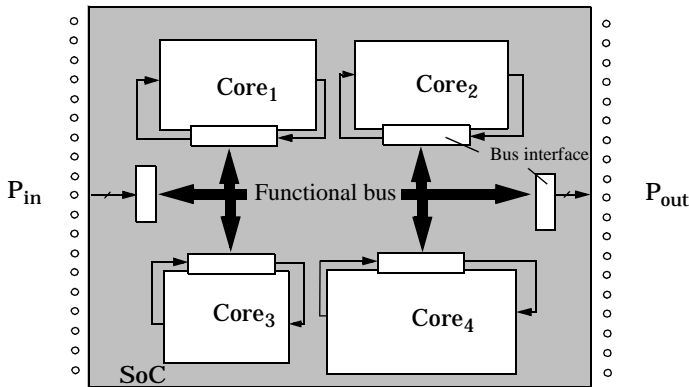 Core1
Core2
Bus interface
Pin
Functional bus
Pout
Core3
Core4
SoC